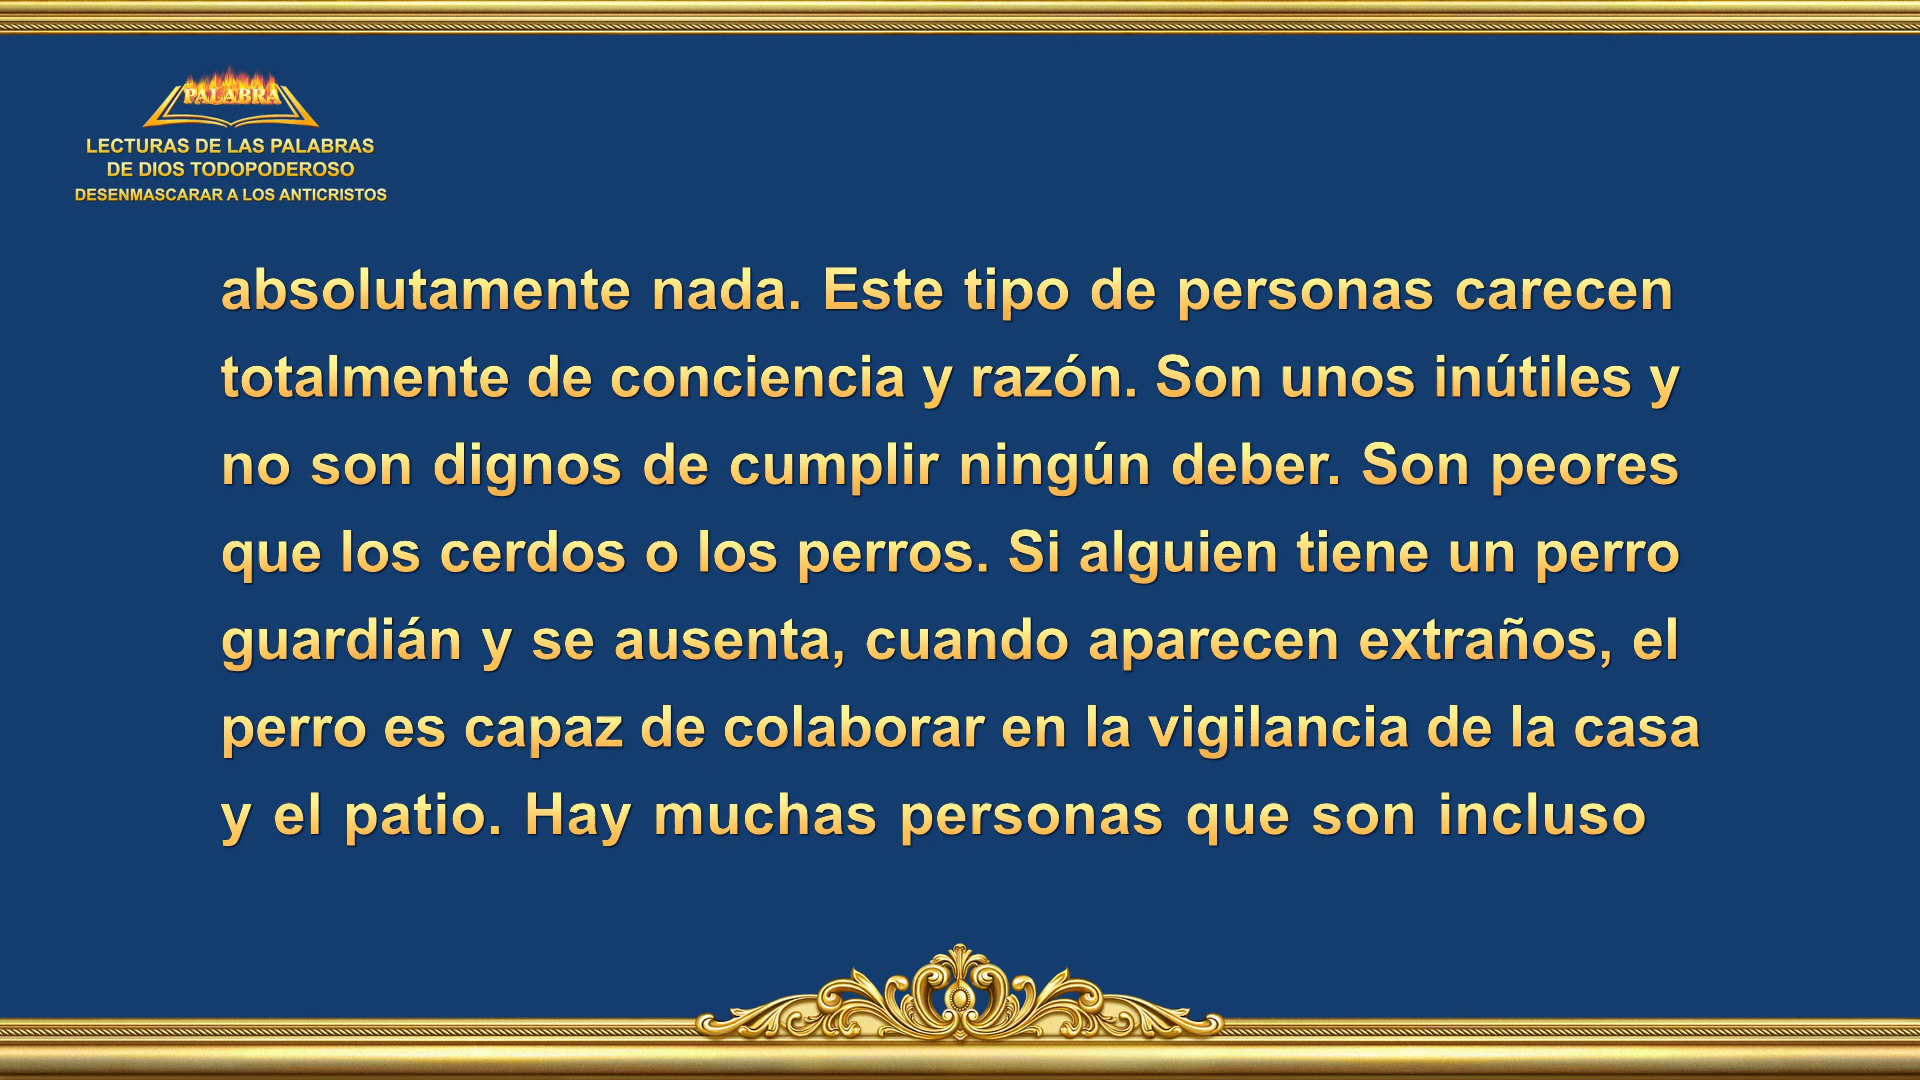 PALABRA
LECTURAS DE LAS PALABRAS
DE DIOS TODOPODEROSO
DESENMASCARAR A LOS ANTICRISTOS
absolutamente nada. Este tipo de personas carecen
totalmente de conciencia y razón. Son unos inútiles y
no son dignos de cumplir ningún deber. Son peores
que los cerdos o los perros. Si alguien tiene un perro
guardián y se ausenta, cuando aparecen extraños, el
perro es capaz de colaborar en la vigilancia de la casa
y el patio. Hay muchas personas que son incluso